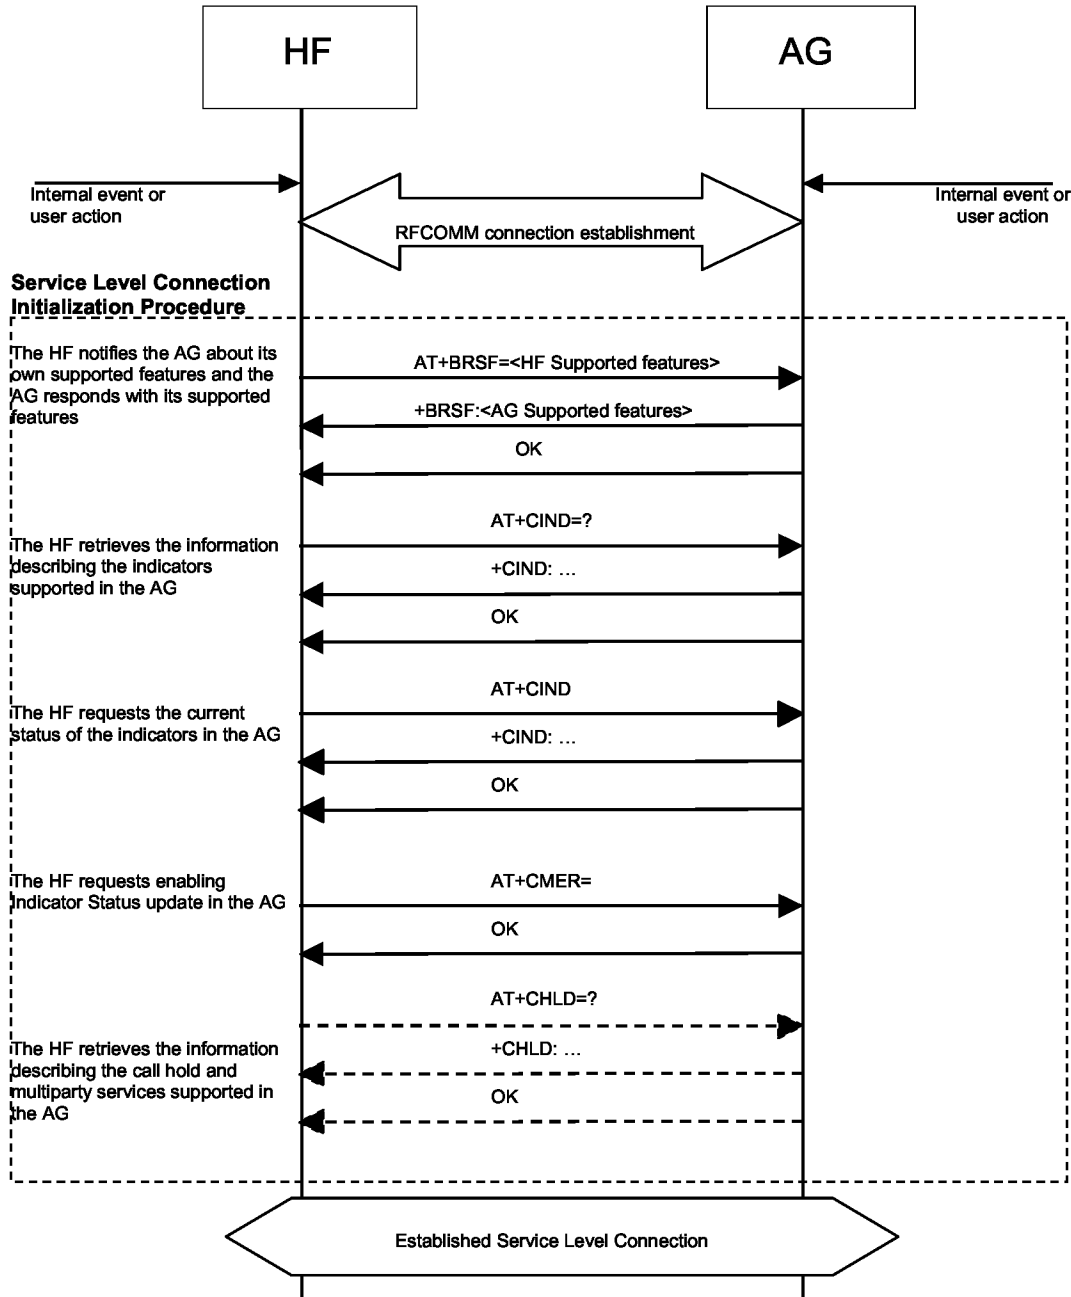 HF
AG
Internal event or
user action
Internal event or
user action
RFCOMM connection establishment
Service Level Connection
Initialization Procedure
The HF notifies the AG about its
own supported features and the
AG responds with its supported
features
AT+BRSF=<HF Supported features>
+BRSF:<AG Supported features>
OK
The HF retrieves the information
describing the indicators
supported in the AG
AT+CIND=?
+CIND: …
OK
The HF requests the current
status of the indicators in the AG
AT+CIND
+CIND: …
OK
The HF requests enabling
Indicator Status update in the AG
AT+CMER=
OK
The HF retrieves the information
describing the call hold and
multiparty services supported in
the AG
AT+CHLD=?
+CHLD: …
OK
Established Service Level Connection